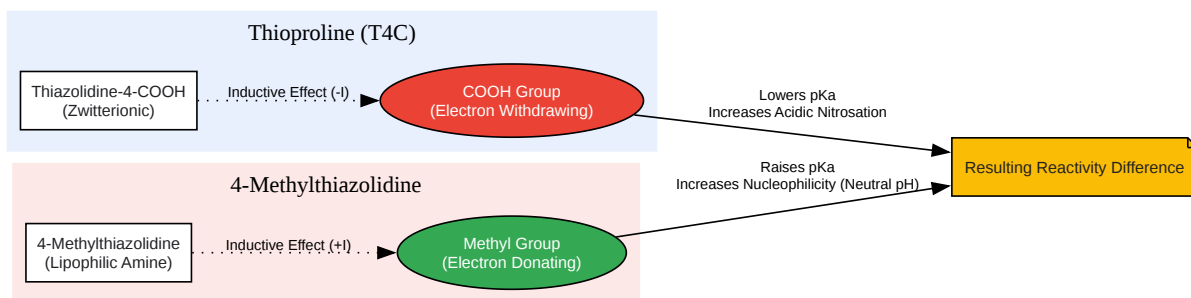 Thioproline (T4C)
Thiazolidine-4-COOH
(Zwitterionic)
Inductive Effect (-I)
COOH Group
(Electron Withdrawing)
Lowers pKa
Increases Acidic Nitrosation
4-Methylthiazolidine
4-Methylthiazolidine
(Lipophilic Amine)
Inductive Effect (+I)
Methyl Group
(Electron Donating)
Raises pKa
Increases Nucleophilicity (Neutral pH)
Resulting Reactivity Difference